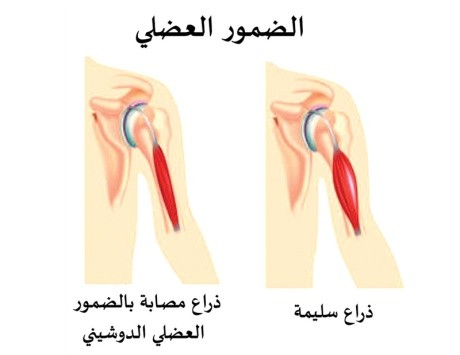 الضمور العضلي
ذراع سليمة
ذراع مصابة بالضمور
العضلي الدوشيني